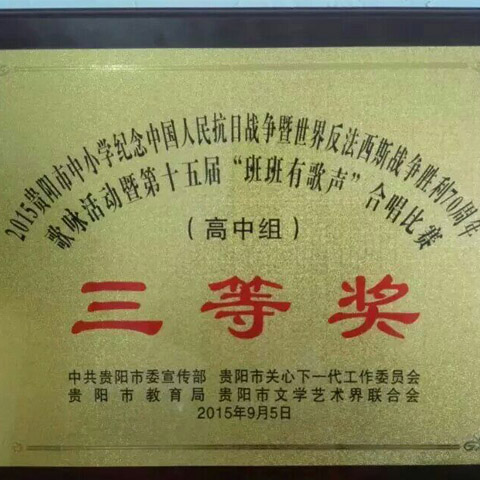 2015贵阳市中小学纪念中国人民抗日战争暨世界反法西斯战争胜利70周年
歌咏活动暨第十五届“班班有歌声”合唱比赛
（高中组）
三等奖
中共贵阳市委宣传部 贵阳市关心下一代工作委员会
贵阳市教育局 贵阳市文学艺术界联合会
2015年9月5日